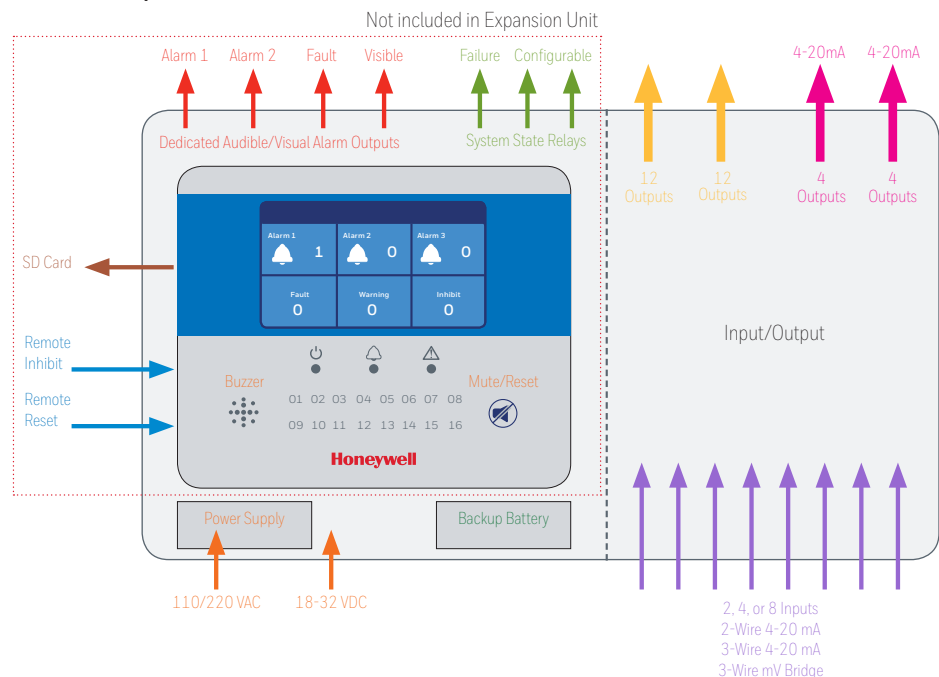 Not included in Expansion Unit
Alarm 1 Alarm 2 Fault Visible Failure Configurable 4-20mA 4-20mA
Dedicated Audible/Visual Alarm Outputs System State Relays
12 Outputs 12 Outputs 4 Outputs 4 Outputs
Alarm 1 Alarm 2 Alarm 3
1 0 0
SD Card
Fault Warning Inhibit
0 0 0
Input/Output
Remote Inhibit
Buzzer Mute/Reset
01 02 03 04 05 06 07 08
Remote Reset
09 10 11 12 13 14 15 16
Honeywell
Power Supply Backup Battery
110/220 VAC 18-32 VDC
2, 4, or 8 Inputs
2-Wire 4-20 mA
3-Wire 4-20 mA
3-Wire mV Bridge